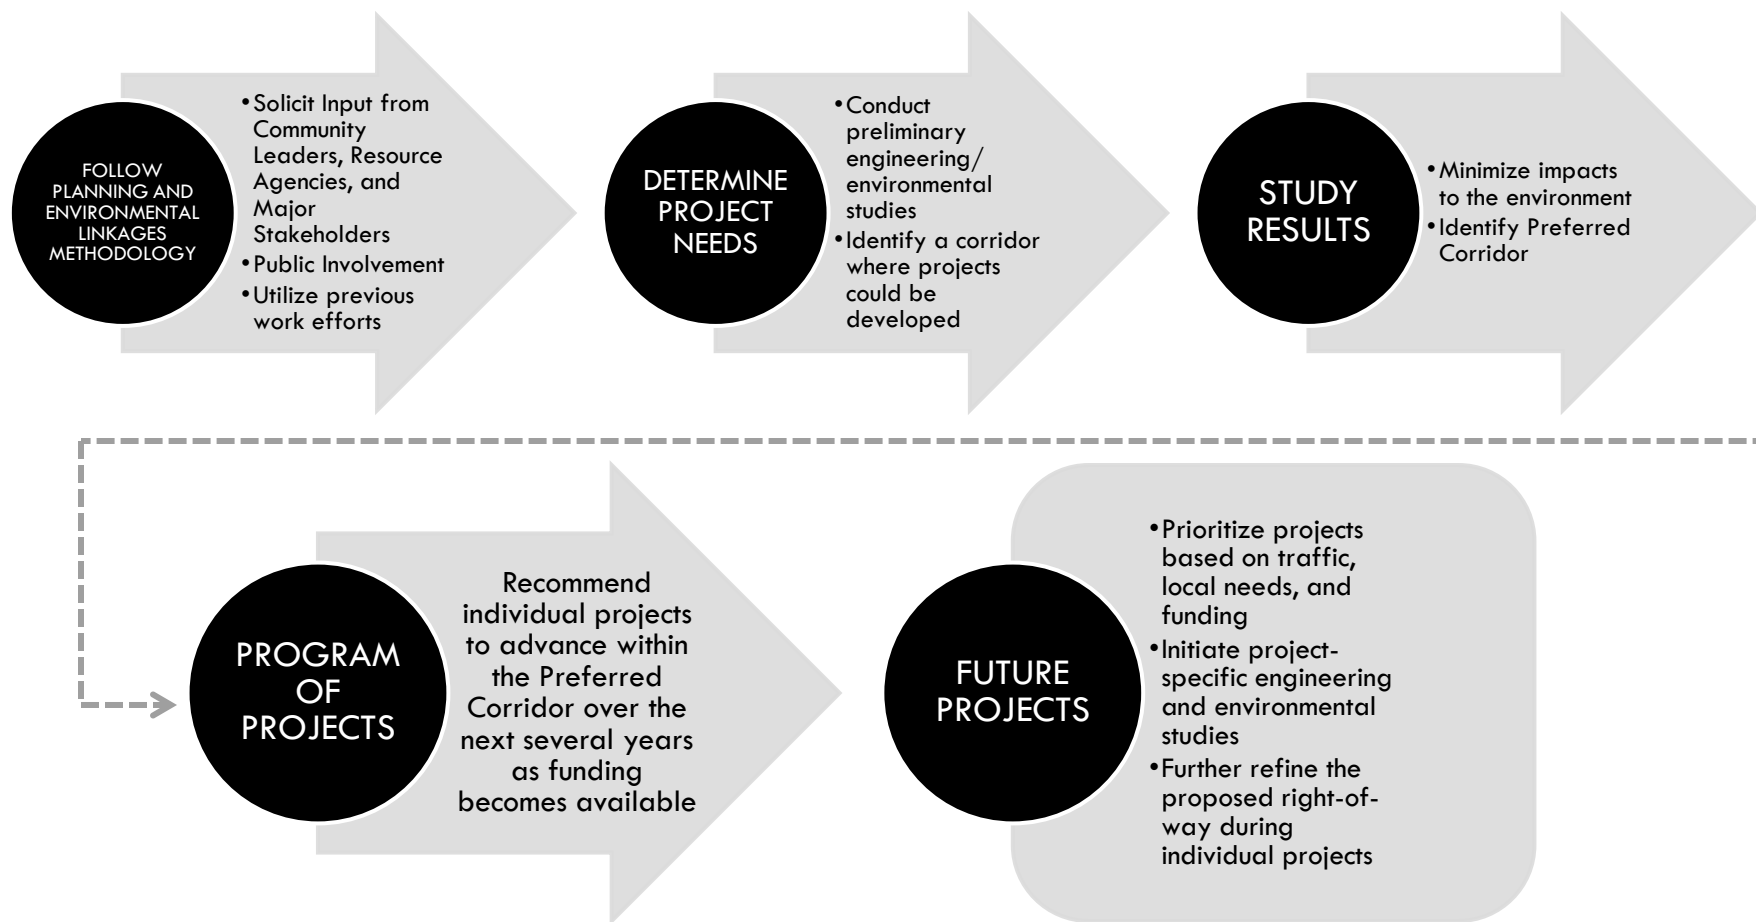 FOLLOW
PLANNING AND
ENVIRONMENTAL
LINKAGES
METHODOLOGY
•Solicit Input from
Community
Leaders, Resource
Agencies, and
Major
Stakeholders
•Public Involvement
•Utilize previous
work efforts
DETERMINE
PROJECT
NEEDS
•Conduct
preliminary
engineering/
environmental
studies
•Identify a corridor
where projects
could be
developed
STUDY
RESULTS
•Minimize impacts
to the environment
•Identify Preferred
Corridor
PROGRAM
OF
PROJECTS
Recommend
individual projects
to advance within
the Preferred
Corridor over the
next several years
as funding
becomes available
FUTURE
PROJECTS
•Prioritize projects
based on traffic,
local needs, and
funding
•Initiate project-
specific engineering
and environmental
studies
•Further refine the
proposed right-of-
way during
individual projects